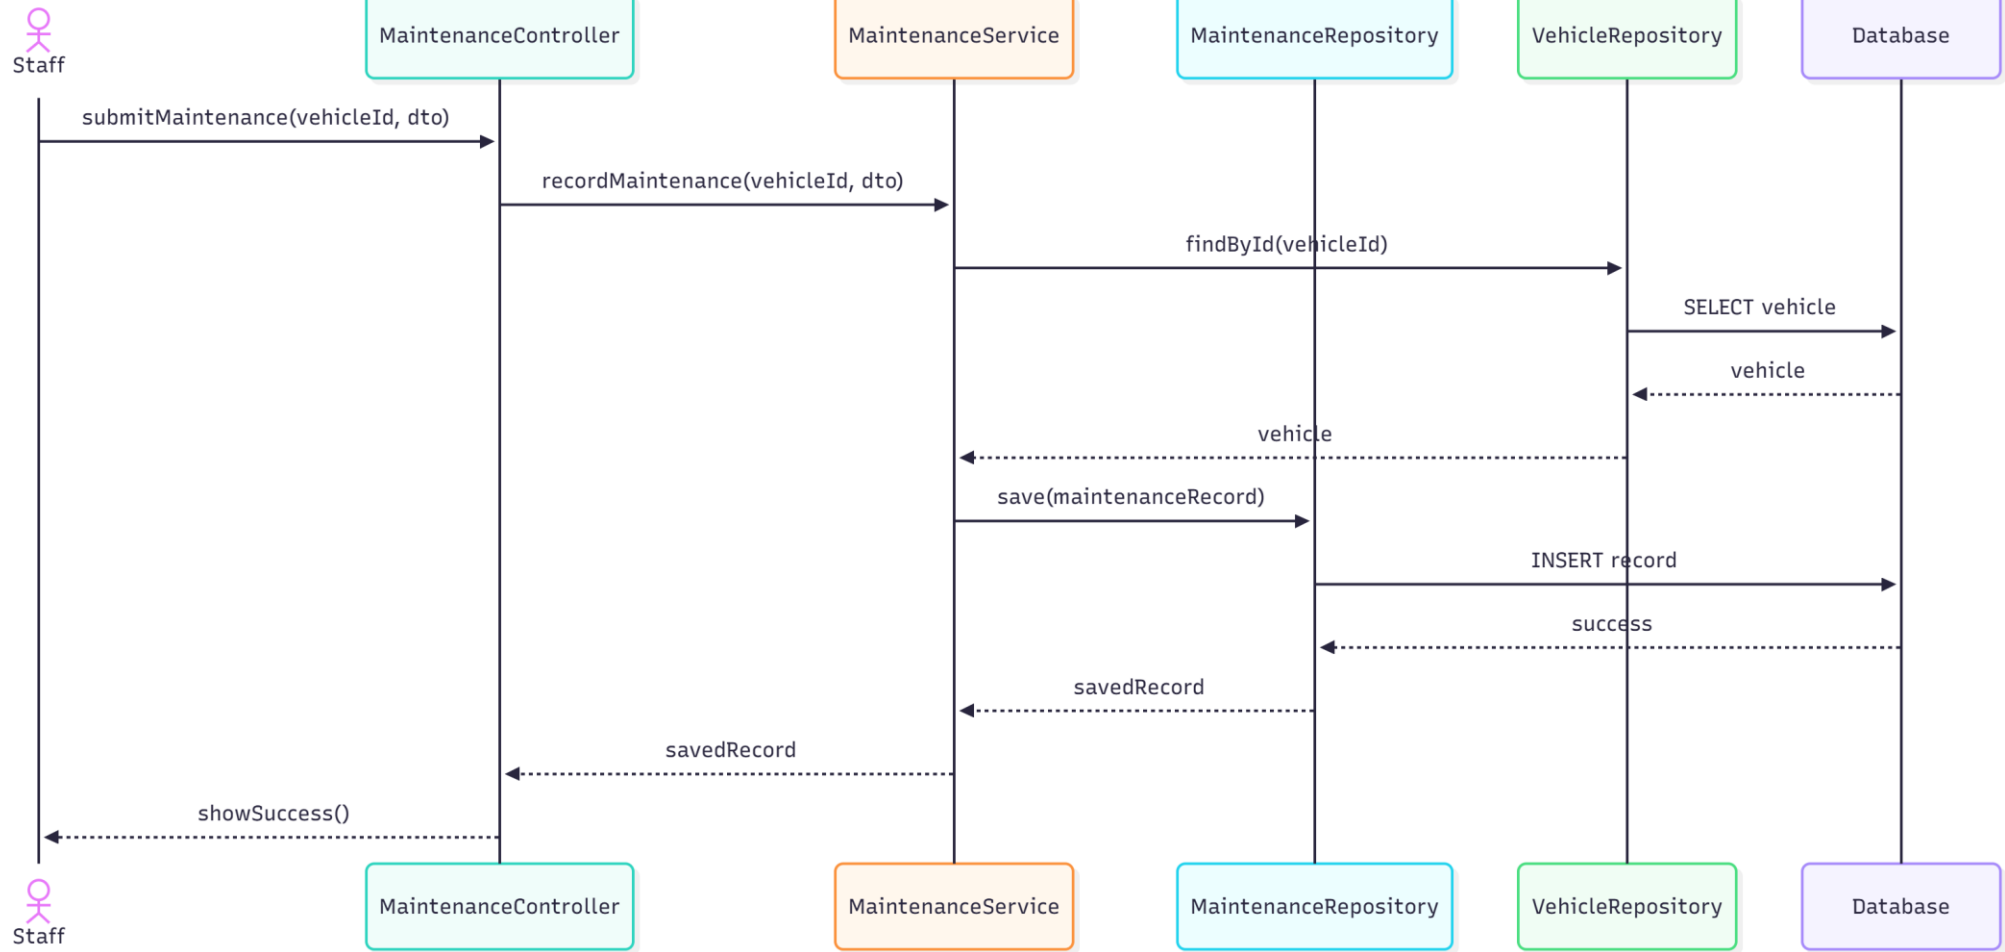 Staff
MaintenanceController
MaintenanceService
MaintenanceRepository
VehicleRepository
Database
submitMaintenance(vehicleId, dto)
recordMaintenance(vehicleId, dto)
findById(vehicleId)
SELECT vehicle
vehicle
vehicle
save(maintenanceRecord)
INSERT record
success
savedRecord
savedRecord
showSuccess()
Staff
MaintenanceController
MaintenanceService
MaintenanceRepository
VehicleRepository
Database